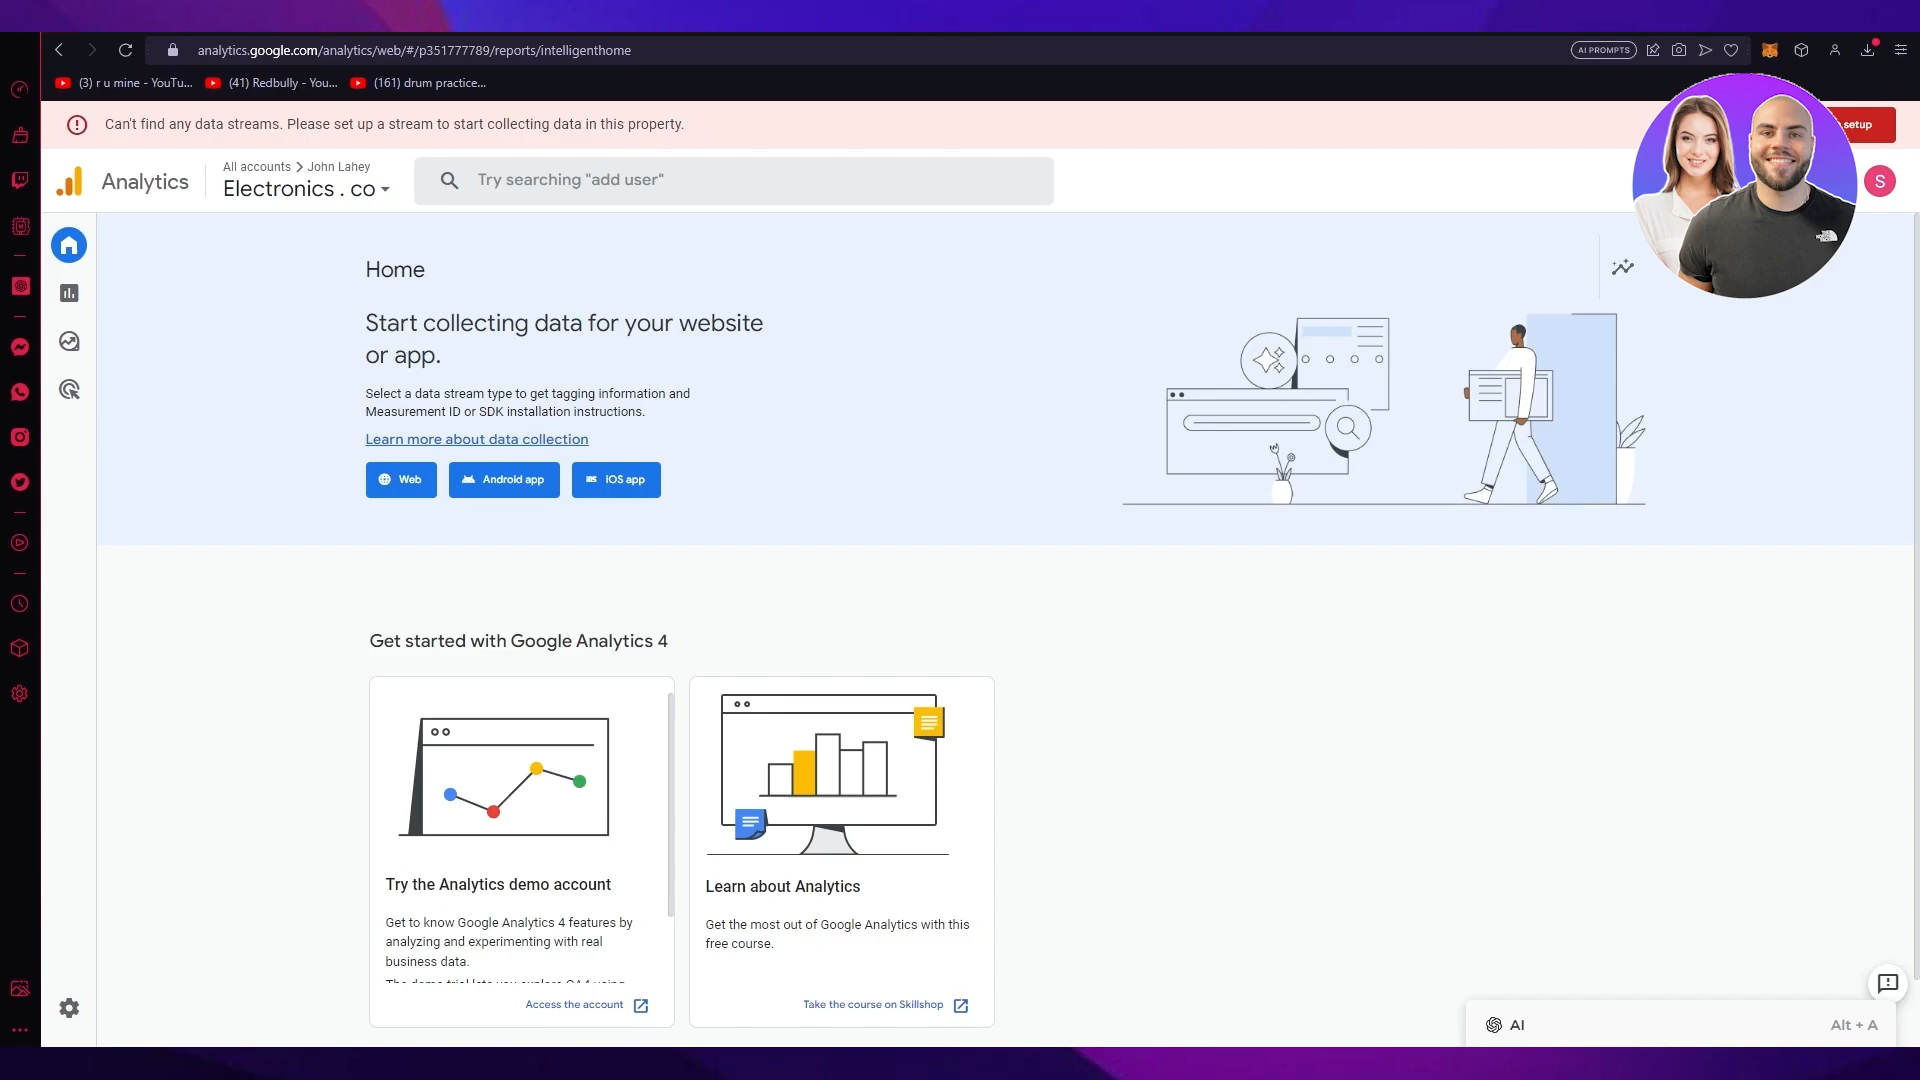 analytics.google.com/analytics/web/#/p351777789/reports/intelligenthome
AI PROMPTS
(3) r u mine - YouTu...
(41) Redbully - You...
(161) drum practice...
Can't find any data streams. Please set up a stream to start collecting data in this property.
setup
Analytics
All accounts > John Lahey
Electronics . co
Try searching "add user"
S
Home
Start collecting data for your website
or app.
Select a data stream type to get tagging information and
Measurement ID or SDK installation instructions.
Learn more about data collection
Web
Android app
iOS app
Get started with Google Analytics 4
Try the Analytics demo account
Get to know Google Analytics 4 features by
analyzing and experimenting with real
business data.
Access the account
Learn about Analytics
Get the most out of Google Analytics with this
free course.
Take the course on Skillshop
AI
Alt + A